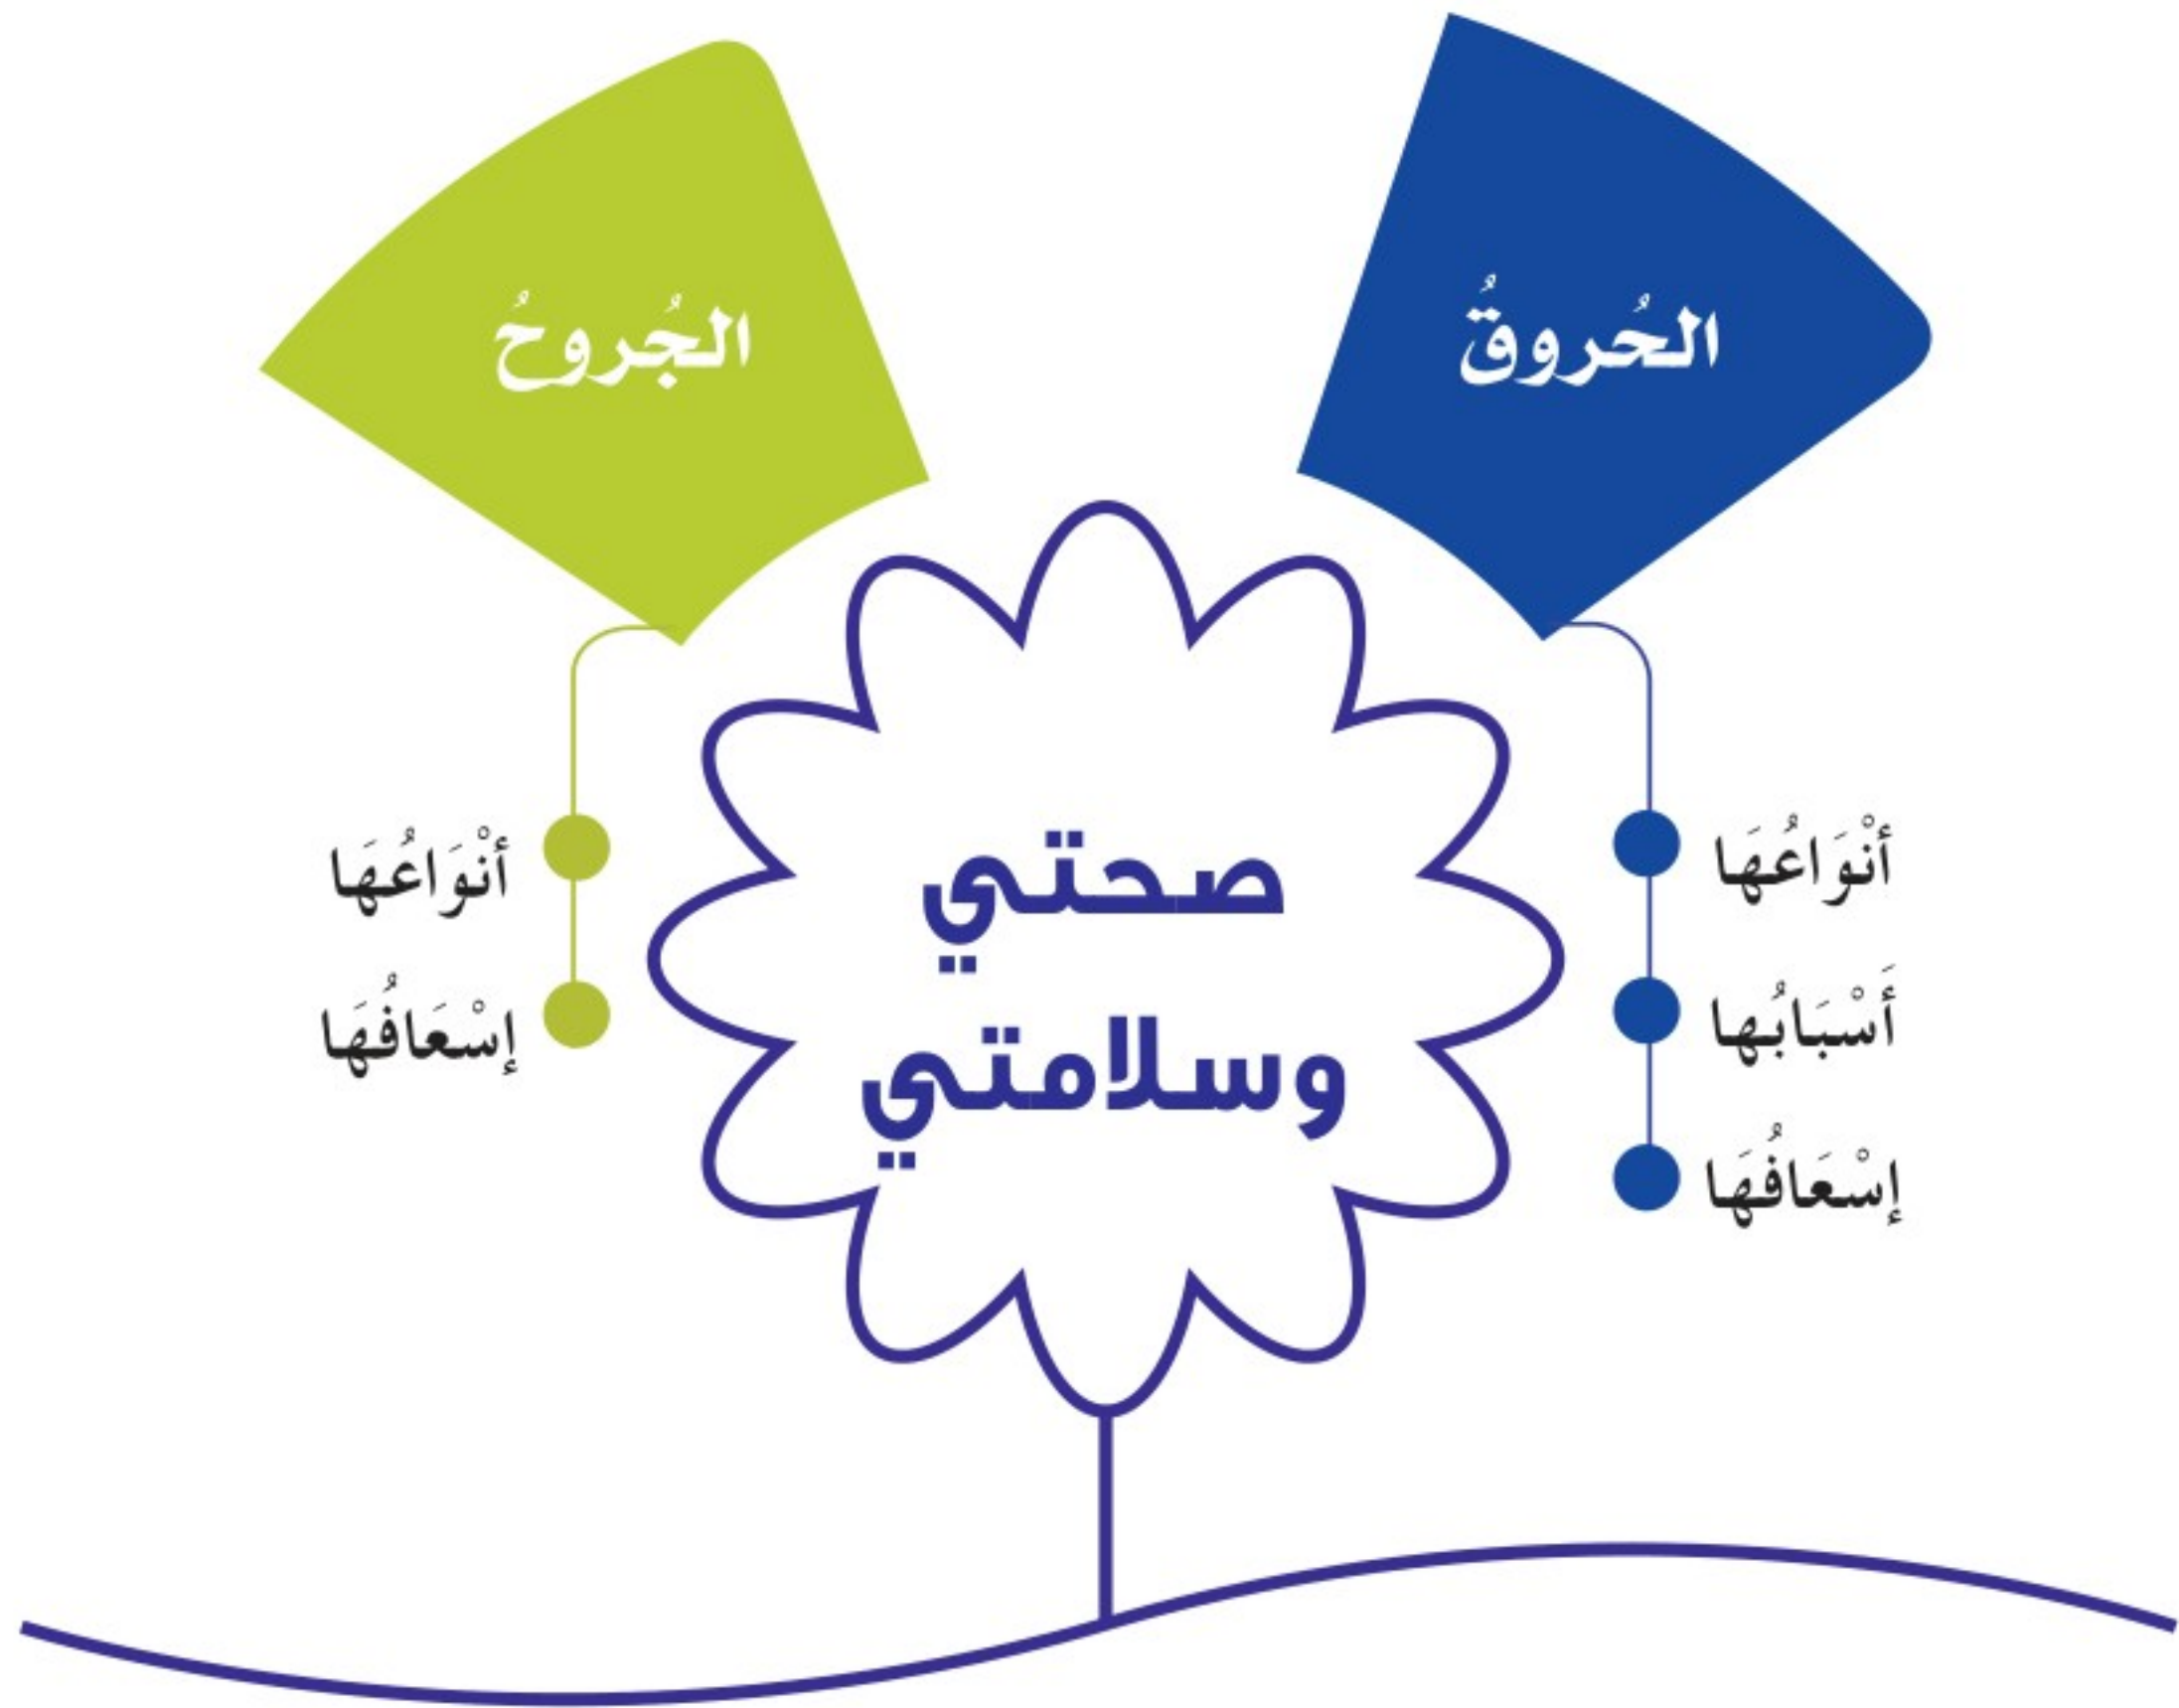 الحُروقُ
أنْوَاعُهَا
أَسْبَابُها
إسْعَافُهَا
الجُروحُ
أنْوَاعُهَا
إسْعَافُهَا
صحتي
وسلامتي